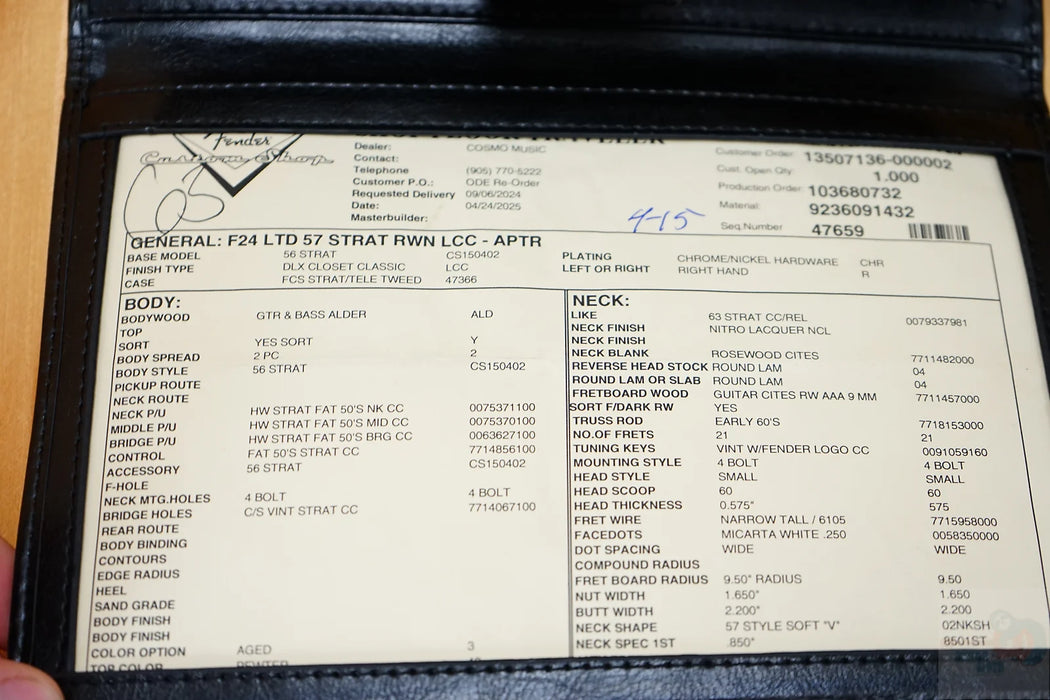 Fender
Custom Shop
Dealer: COSMO MUSIC
Contact:
Telephone (905) 770-5222
Customer P.O.: ODE Re-Order
Requested Delivery 09/06/2024
Date: 04/24/2025
Masterbuilder:
4-15
Customer Order: 13507136-000002
Cust. Open Qty: 1.000
Production Order: 103680732
Material: 9236091432
Seq.Number 47659
GENERAL: F24 LTD 57 STRAT RWN LCC - APTR
BASE MODEL 56 STRAT CS150402
FINISH TYPE DLX CLOSET CLASSIC LCC
CASE FCS STRAT/TELE TWEED 47366
PLATING CHROME/NICKEL HARDWARE CHR
LEFT OR RIGHT RIGHT HAND R
BODY:
BODYWOOD GTR & BASS ALDER ALD
TOP
SORT YES SORT Y
BODY SPREAD 2 PC 2
BODY STYLE 56 STRAT CS150402
PICKUP ROUTE
NECK ROUTE
NECK P/U HW STRAT FAT 50'S NK CC 0075371100
MIDDLE P/U HW STRAT FAT 50'S MID CC 0075370100
BRIDGE P/U HW STRAT FAT 50'S BRG CC 0063627100
CONTROL FAT 50'S STRAT CC 7714856100
ACCESSORY 56 STRAT CS150402
F-HOLE
NECK MTG.HOLES 4 BOLT 4 BOLT
BRIDGE HOLES C/S VINT STRAT CC 7714067100
REAR ROUTE
BODY BINDING
CONTOURS
EDGE RADIUS
HEEL
SAND GRADE
BODY FINISH
BODY FINISH
COLOR OPTION AGED 3
TOP COLOR PEWTER
NECK:
LIKE 63 STRAT CC/REL 0079337981
NECK FINISH NITRO LACQUER NCL
NECK FINISH
NECK BLANK ROSEWOOD CITES 7711482000
REVERSE HEAD STOCK ROUND LAM 04
ROUND LAM OR SLAB ROUND LAM 04
FRETBOARD WOOD GUITAR CITES RW AAA 9 MM 7711457000
SORT F/DARK RW YES
TRUSS ROD EARLY 60'S 7718153000
NO.OF FRETS 21 21
TUNING KEYS VINT W/FENDER LOGO CC 0091059160
MOUNTING STYLE 4 BOLT 4 BOLT
HEAD STYLE SMALL SMALL
HEAD SCOOP 60 60
HEAD THICKNESS 0.575" 575
FRET WIRE NARROW TALL / 6105 7715958000
FACEDOTS MICARTA WHITE .250 0058350000
DOT SPACING WIDE WIDE
COMPOUND RADIUS
FRET BOARD RADIUS 9.50" RADIUS 9.50
NUT WIDTH 1.650" 1.650
BUTT WIDTH 2.200" 2.200
NECK SHAPE 57 STYLE SOFT "V" 02NKSH
NECK SPEC 1ST .850" 8501ST